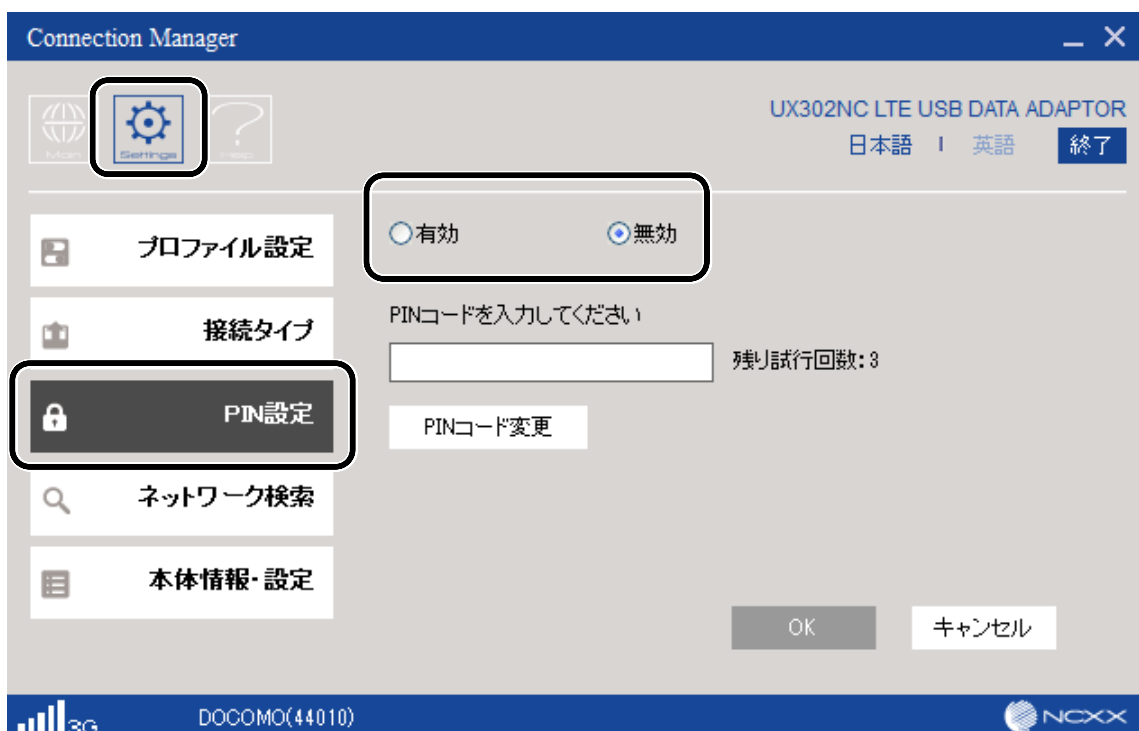 Connection Manager
Main
Settings
Help
UX302NC LTE USB DATA ADAPTOR
日本語 | 英語 終了
プロファイル設定
接続タイプ
PIN設定
ネットワーク検索
本体情報・設定
有効 無効
PINコードを入力してください
残り試行回数:3
PINコード変更
OK キャンセル
3G DOCOMO(44010) NCXX